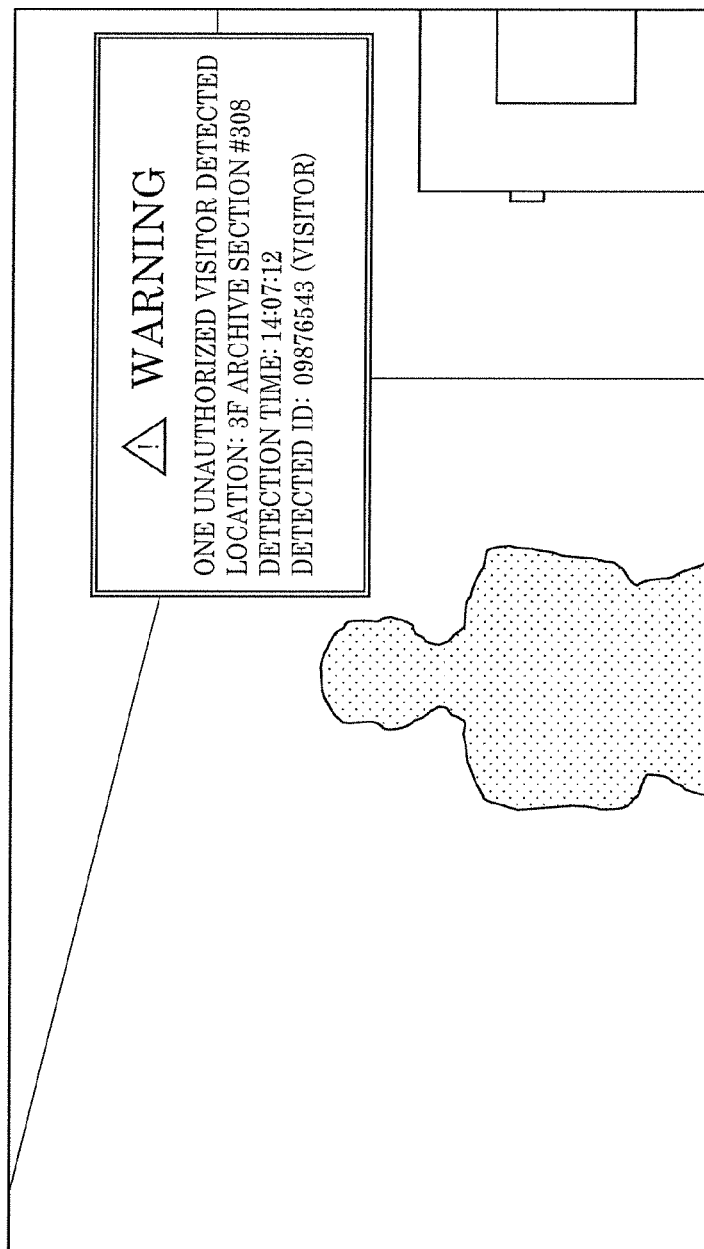 WARNING
ONE UNAUTHORIZED VISITOR DETECTED
LOCATION: 3F ARCHIVE SECTION #308
DETECTION TIME: 14:07:12
DETECTED ID: 09876543 (VISITOR)